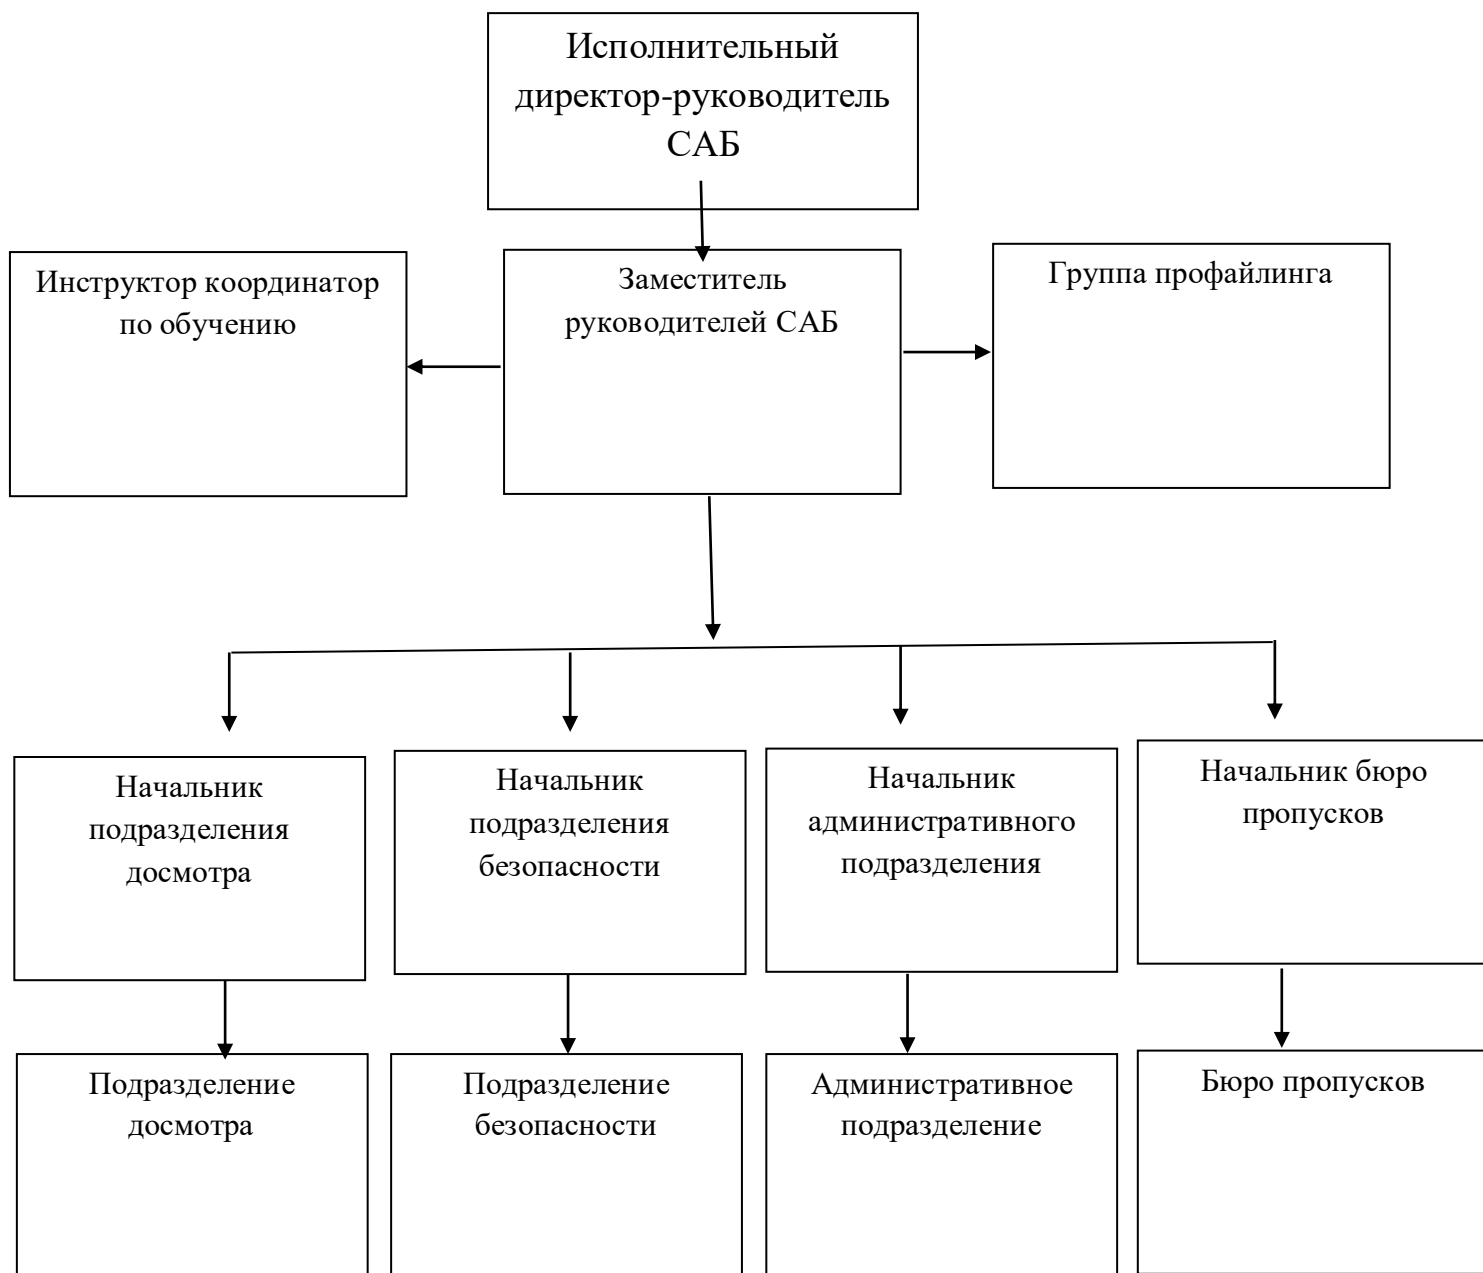 Исполнительный
директор-руководитель
САБ
Инструктор координатор
по обучению
Заместитель
руководителей САБ
Группа профайлинга
Начальник
подразделения
досмотра
Начальник
подразделения
безопасности
Начальник
административного
подразделения
Начальник бюро
пропусков
Подразделение
досмотра
Подразделение
безопасности
Административное
подразделение
Бюро пропусков